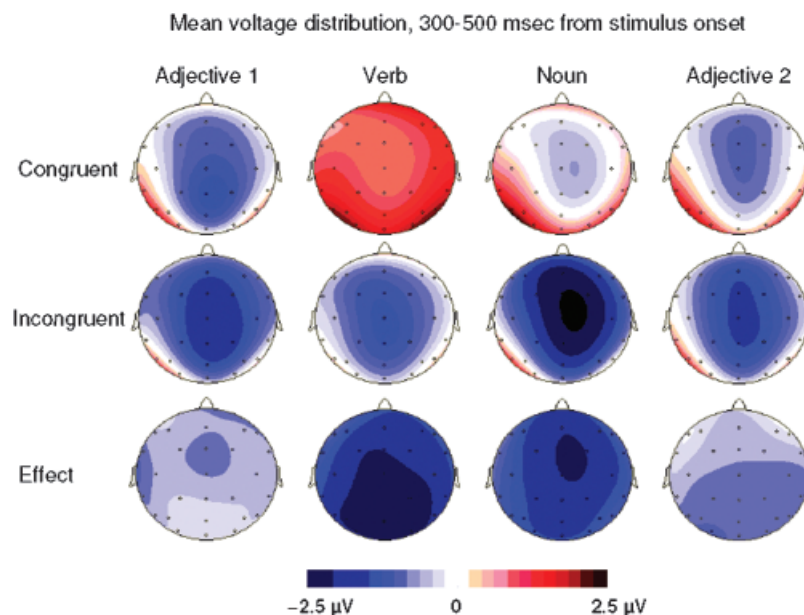 Mean voltage distribution, 300-500 msec from stimulus onset
Adjective 1 Verb Noun Adjective 2
Congruent
Incongruent
Effect
−2.5 µV 0 2.5 µV